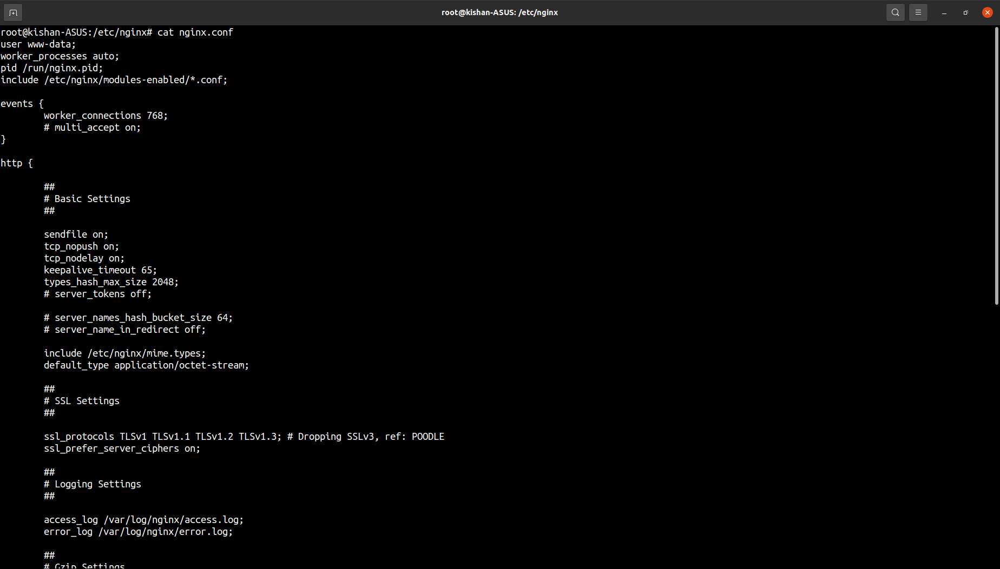 root@kishan-ASUS: /etc/nginx
root@kishan-ASUS:/etc/nginx# cat nginx.conf
user www-data;
worker_processes auto;
pid /run/nginx.pid;
include /etc/nginx/modules-enabled/*.conf;
events {
worker_connections 768;
# multi_accept on;
}
http {
##
# Basic Settings
##
sendfile on;
tcp_nopush on;
tcp_nodelay on;
keepalive_timeout 65;
types_hash_max_size 2048;
# server_tokens off;
# server_names_hash_bucket_size 64;
# server_name_in_redirect off;
include /etc/nginx/mime.types;
default_type application/octet-stream;
##
# SSL Settings
##
ssl_protocols TLSv1 TLSv1.1 TLSv1.2 TLSv1.3; # Dropping SSLv3, ref: POODLE
ssl_prefer_server_ciphers on;
##
# Logging Settings
##
access_log /var/log/nginx/access.log;
error_log /var/log/nginx/error.log;
##
# Gzip Settings